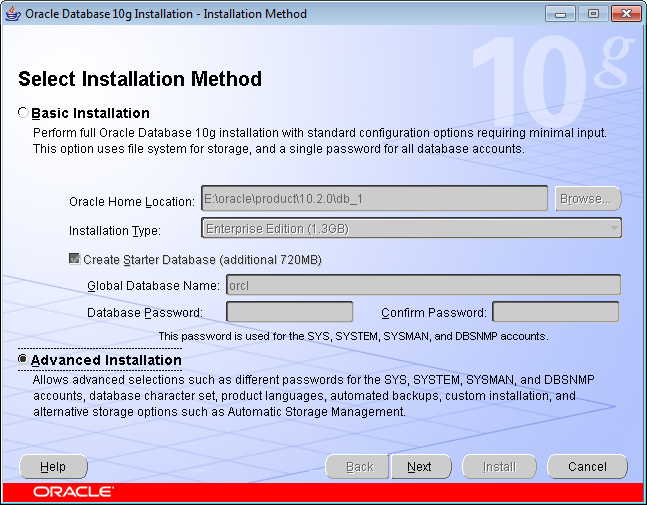 Oracle Database 10g Installation - Installation Method
10g
Select Installation Method
Basic Installation
Perform full Oracle Database 10g installation with standard configuration options requiring minimal input.
This option uses file system for storage, and a single password for all database accounts.
Oracle Home Location: E:\oracle\product\10.2.0\db_1 Browse...
Installation Type: Enterprise Edition (1.3GB)
Create Starter Database (additional 720MB)
Global Database Name: orcl
Database Password: Confirm Password:
This password is used for the SYS, SYSTEM, SYSMAN, and DBSNMP accounts.
Advanced Installation
Allows advanced selections such as different passwords for the SYS, SYSTEM, SYSMAN, and DBSNMP
accounts, database character set, product languages, automated backups, custom installation, and
alternative storage options such as Automatic Storage Management.
Help Back Next Install Cancel
ORACLE